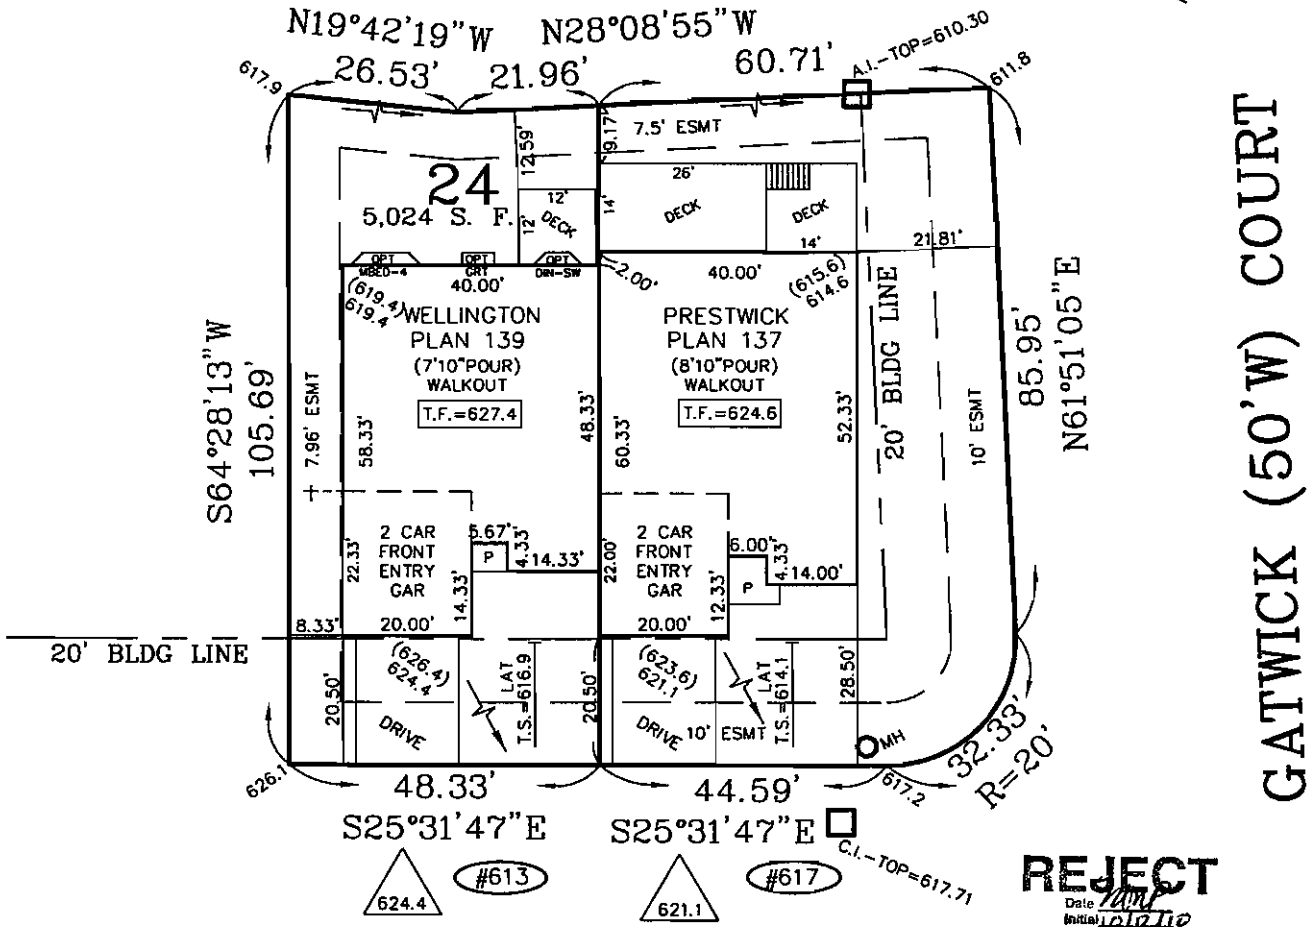 N19°42'19"W
N28°08'55"W
26.53'
21.96'
60.71'
A.I.-TOP=610.30
617.9
611.8
12.59'
9.17'
7.5' ESMT
24
5,024 S. F.
12'
12'
DECK
14'
26'
DECK
DECK
14'
21.81'
OPT
MBED-4
OPT
GRT
OPT
DRN-SW
40.00'
2.00'
40.00'
(619.4)
619.4
(615.6)
614.6
WELLINGTON
PLAN 139
(7'10"POUR)
WALKOUT
T.F.=627.4
PRESTWICK
PLAN 137
(8'10"POUR)
WALKOUT
T.F.=624.6
S64°28'13"W
105.69'
7.96' ESMT
58.33'
48.33'
60.33'
52.33'
20' BLDG LINE
10' ESMT
85.95'
N61°51'05"E
GATWICK (50'W) COURT
22.33'
2 CAR
FRONT
ENTRY
GAR
14.33'
5.67'
P
4.33'
14.33'
22.00'
2 CAR
FRONT
ENTRY
GAR
12.33'
6.00'
P
4.33'
14.00'
8.33'
20.00'
20.00'
20' BLDG LINE
20.50'
(626.4)
624.4
DRIVE
LAT
T.S.=616.9
20.50'
(623.6)
621.1
DRIVE
10' ESMT
LAT
T.S.=614.1
28.50'
MH
32.33'
R=20'
626.1
48.33'
44.59'
617.2
S25°31'47"E
S25°31'47"E
C.I.-TOP=617.71
624.4
#613
621.1
#617
REJECT
Date
Initial 10/12/10